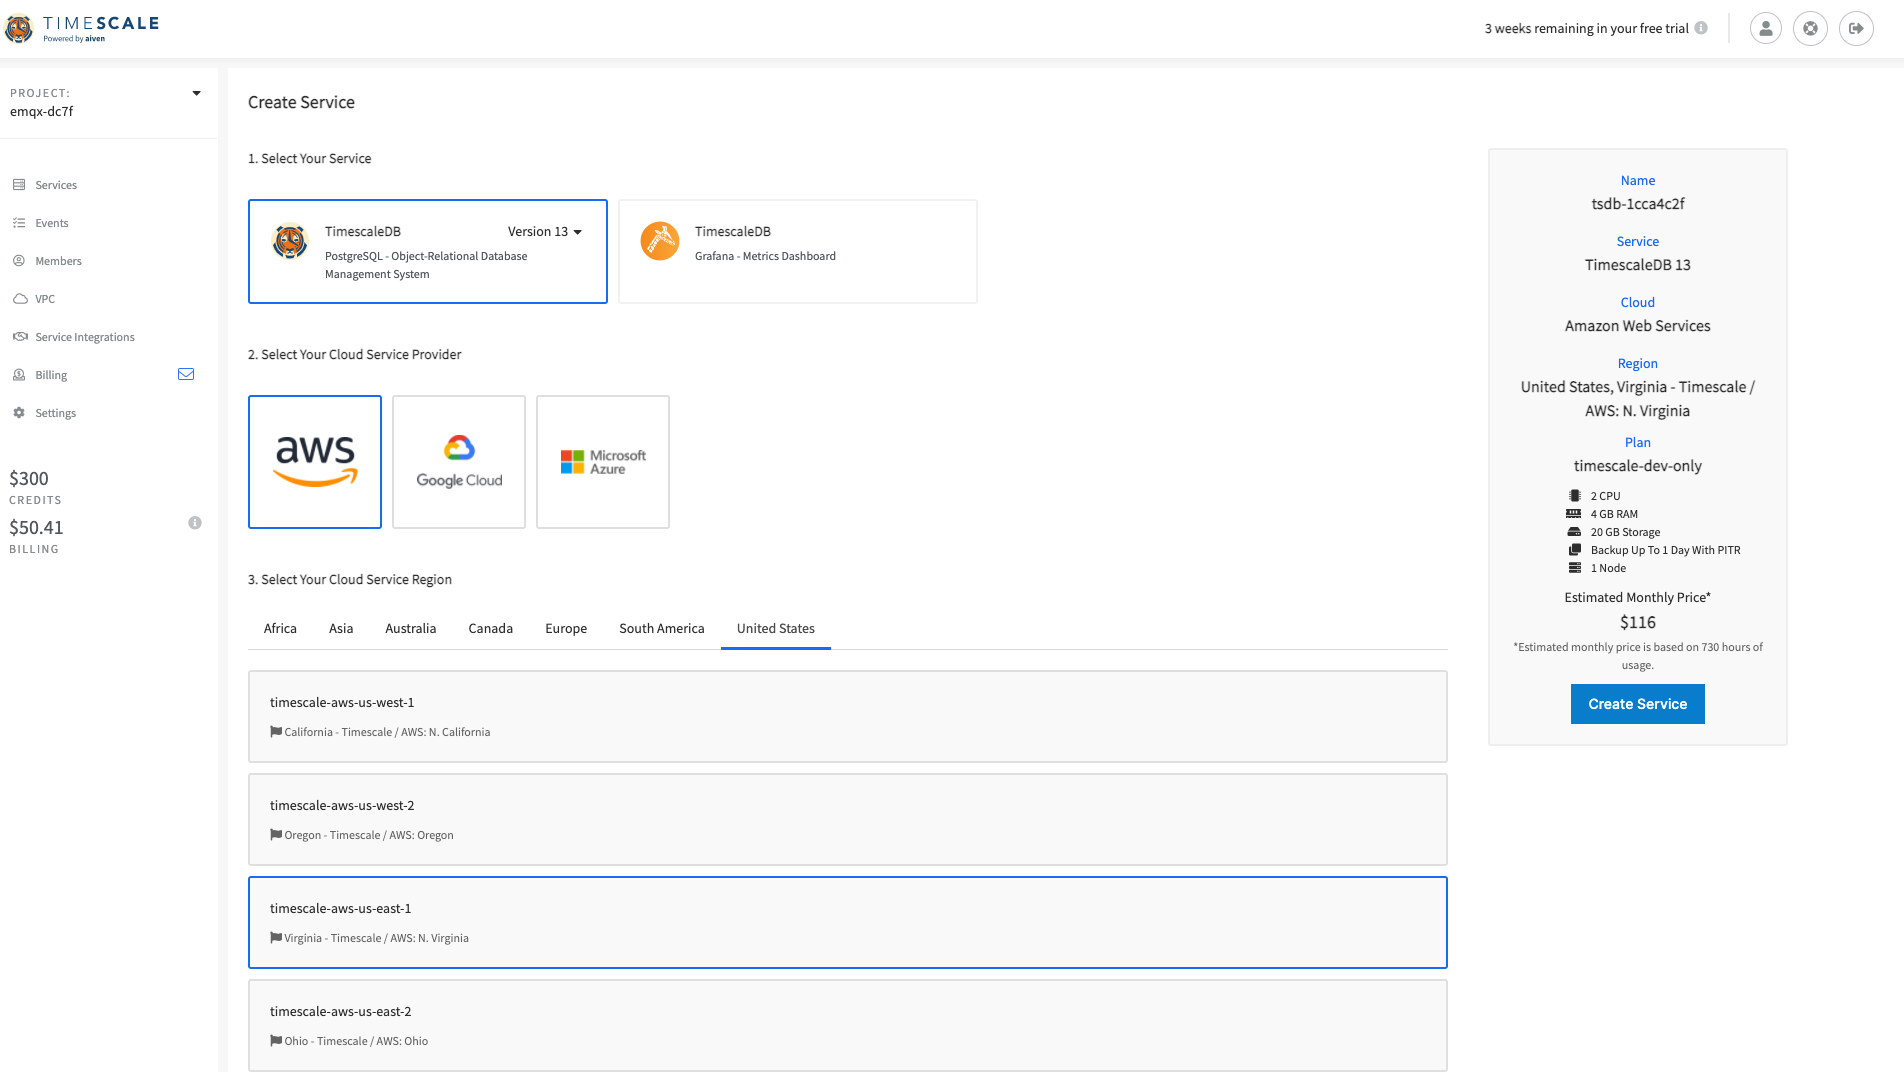 TIMESCALE
Powered by aiven
3 weeks remaining in your free trial
PROJECT:
emqx-dc7f
Services
Events
Members
VPC
Service Integrations
Billing
Settings
$300
CREDITS
$50.41
BILLING
Create Service
1. Select Your Service
TimescaleDB
Version 13
PostgreSQL - Object-Relational Database
Management System
TimescaleDB
Grafana - Metrics Dashboard
2. Select Your Cloud Service Provider
aws
Google Cloud
Microsoft
Azure
3. Select Your Cloud Service Region
Africa
Asia
Australia
Canada
Europe
South America
United States
timescale-aws-us-west-1
California - Timescale / AWS: N. California
timescale-aws-us-west-2
Oregon - Timescale / AWS: Oregon
timescale-aws-us-east-1
Virginia - Timescale / AWS: N. Virginia
timescale-aws-us-east-2
Ohio - Timescale / AWS: Ohio
Name
tsdb-1cca4c2f
Service
TimescaleDB 13
Cloud
Amazon Web Services
Region
United States, Virginia - Timescale /
AWS: N. Virginia
Plan
timescale-dev-only
2 CPU
4 GB RAM
20 GB Storage
Backup Up To 1 Day With PITR
1 Node
Estimated Monthly Price*
$116
*Estimated monthly price is based on 730 hours of
usage.
Create Service